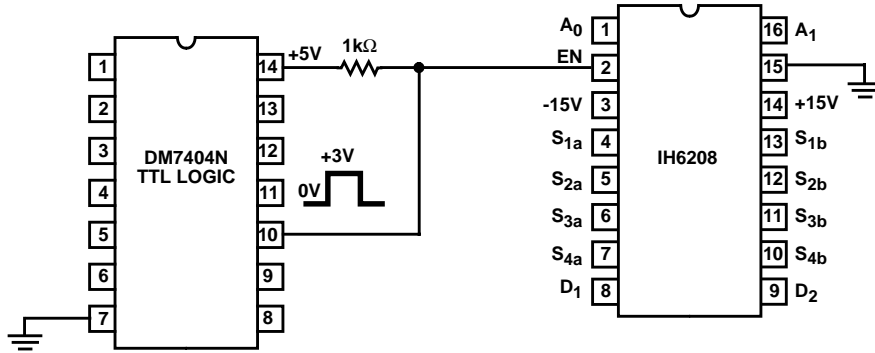 1
2
3
4
5
6
7
14
13
12
11
10
9
8
DM7404N
TTL LOGIC
+5V
1kΩ
+3V
0V
A0
EN
-15V
S1a
S2a
S3a
S4a
D1
1
2
3
4
5
6
7
8
IH6208
16
15
14
13
12
11
10
9
A1
+15V
S1b
S2b
S3b
S4b
D2